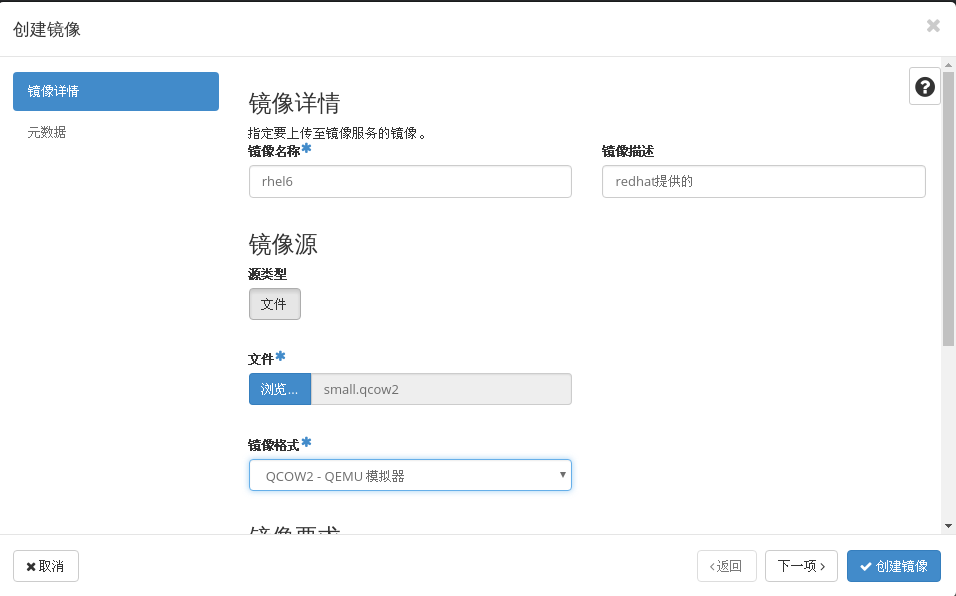 创建镜像
镜像详情
元数据
镜像详情
指定要上传至镜像服务的镜像。
镜像名称* 镜像描述
rhel6 redhat提供的
镜像源
源类型
文件
文件*
浏览... small.qcow2
镜像格式*
QCOW2 - QEMU 模拟器
镜像要求
取消 返回 下一项 创建镜像